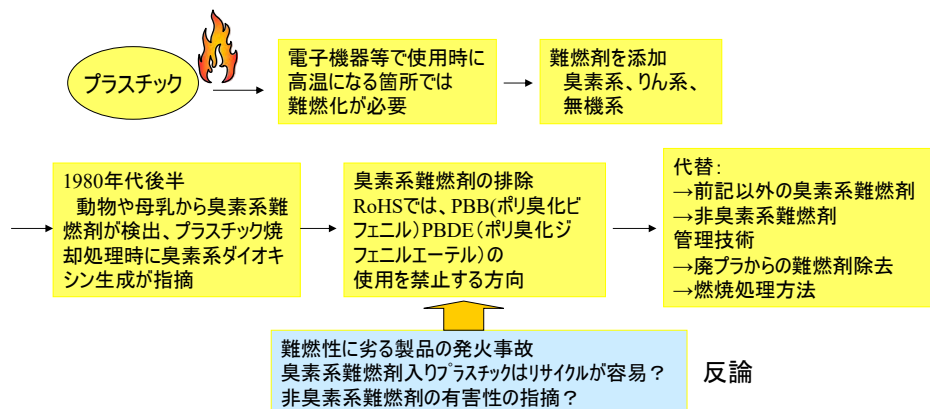 プラスチック
電子機器等で使用時に
高温になる箇所では
難燃化が必要
難燃剤を添加
臭素系、りん系、
無機系
1980年代後半
動物や母乳から臭素系難
燃剤が検出、プラスチック焼
却処理時に臭素系ダイオキ
シン生成が指摘
臭素系難燃剤の排除
RoHSでは、PBB(ポリ臭化ビ
フェニル)PBDE(ポリ臭化ジ
フェニルエーテル)の
使用を禁止する方向
代替:
→前記以外の臭素系難燃剤
→非臭素系難燃剤
管理技術
→廃プラからの難燃剤除去
→燃焼処理方法
難燃性に劣る製品の発火事故
臭素系難燃剤入りプラスチックはリサイクルが容易?
非臭素系難燃剤の有害性の指摘?
反論